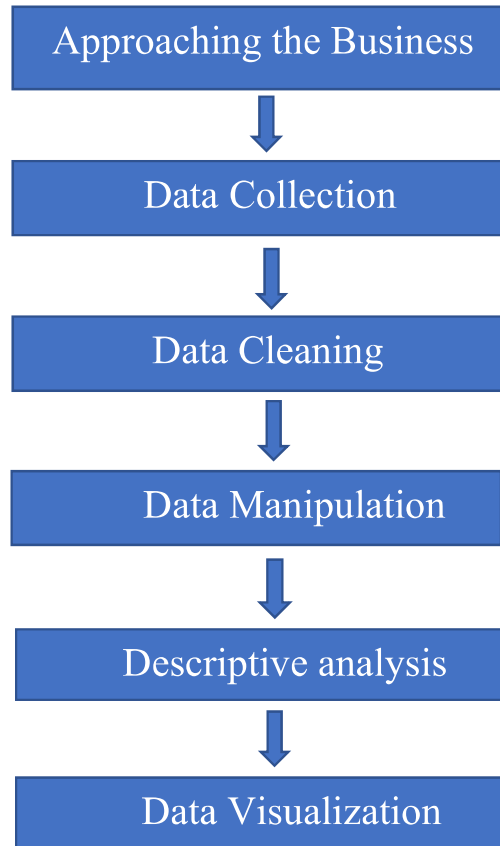 Approaching the Business
Data Collection
Data Cleaning
Data Manipulation
Descriptive analysis
Data Visualization